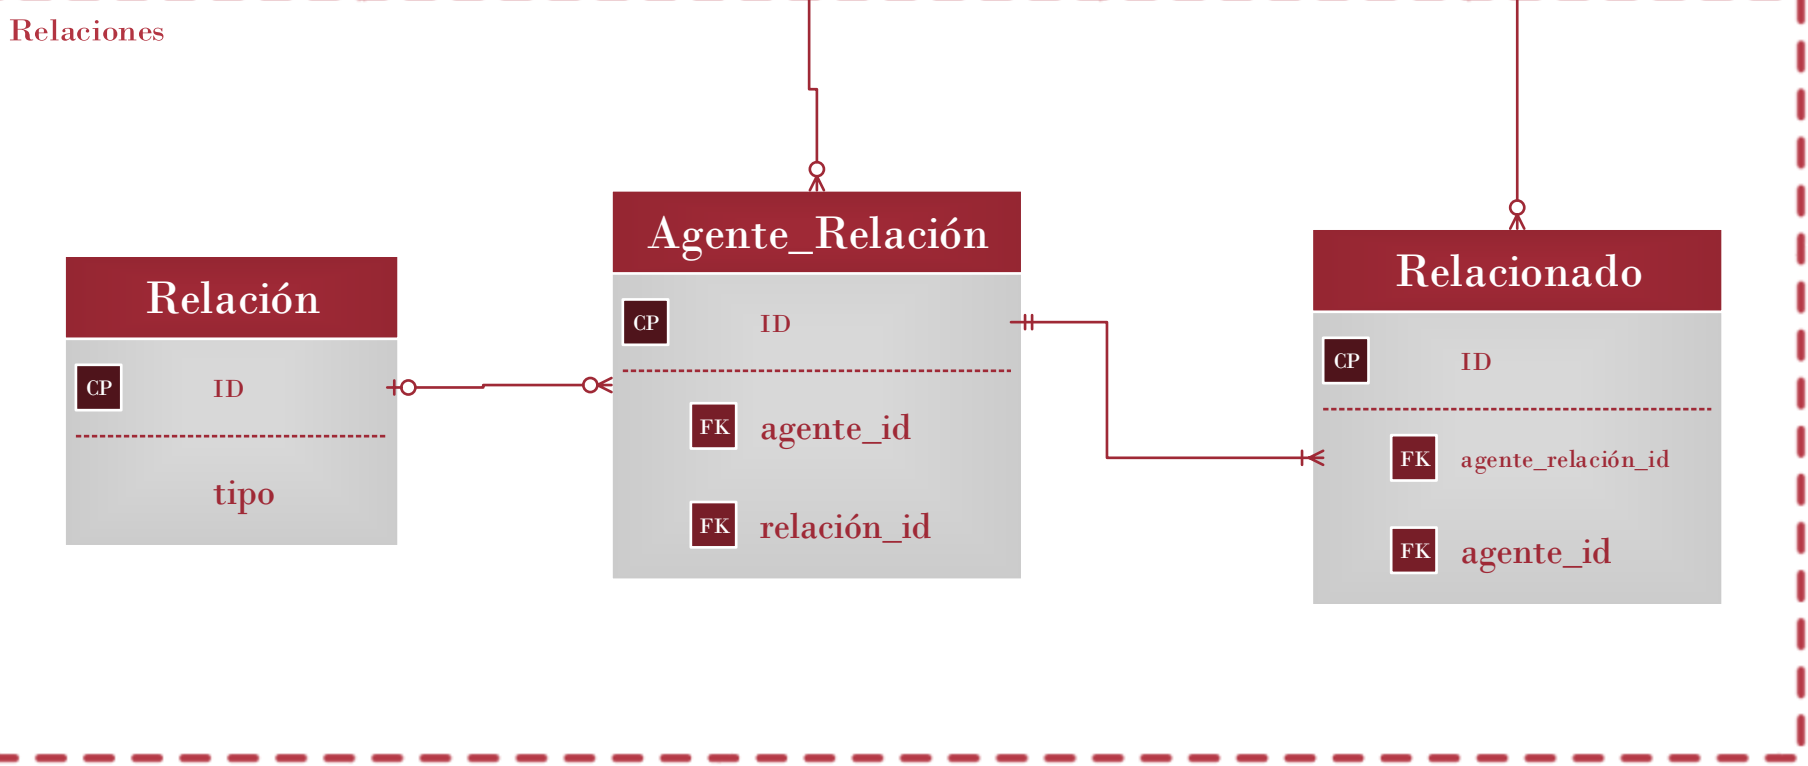 Relaciones
Relación
CP ID
tipo
Agente_Relación
CP ID
FK agente_id
FK relación_id
Relacionado
CP ID
FK agente_relación_id
FK agente_id